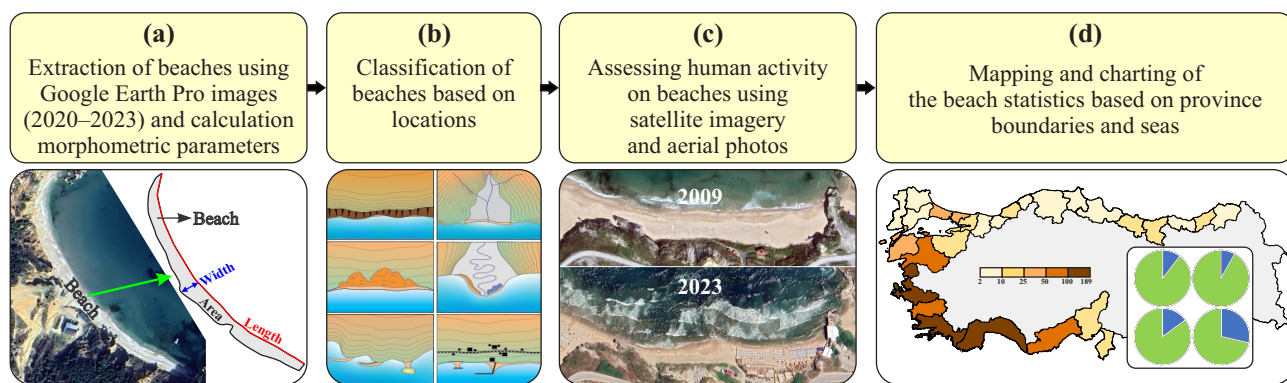 (a)
Extraction of beaches using
Google Earth Pro images
(2020–2023) and calculation
morphometric parameters
(b)
Classification of
beaches based on
locations
(c)
Assessing human activity
on beaches using
satellite imagery
and aerial photos
(d)
Mapping and charting of
the beach statistics based on province
boundaries and seas
Beach
Beach
Width
Area
Length
2009
2023
2 10 25 50 100 189